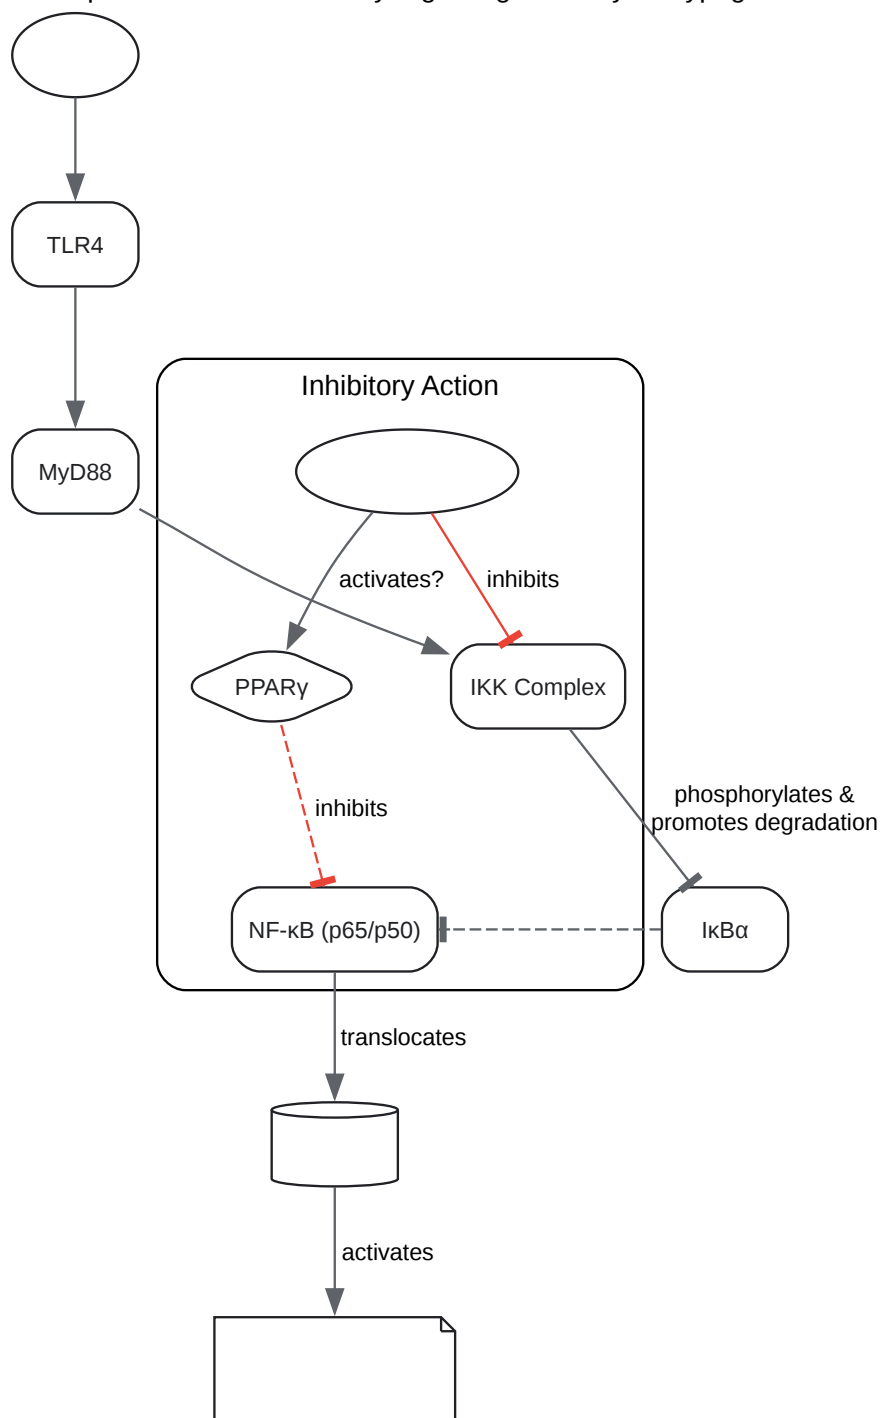 TLR4
Inhibitory Action
MyD88
activates?
inhibits
PPARγ
IKK Complex
phosphorylates &
promotes degradation
inhibits
NF-κB (p65/p50)
IκBα
translocates
activates